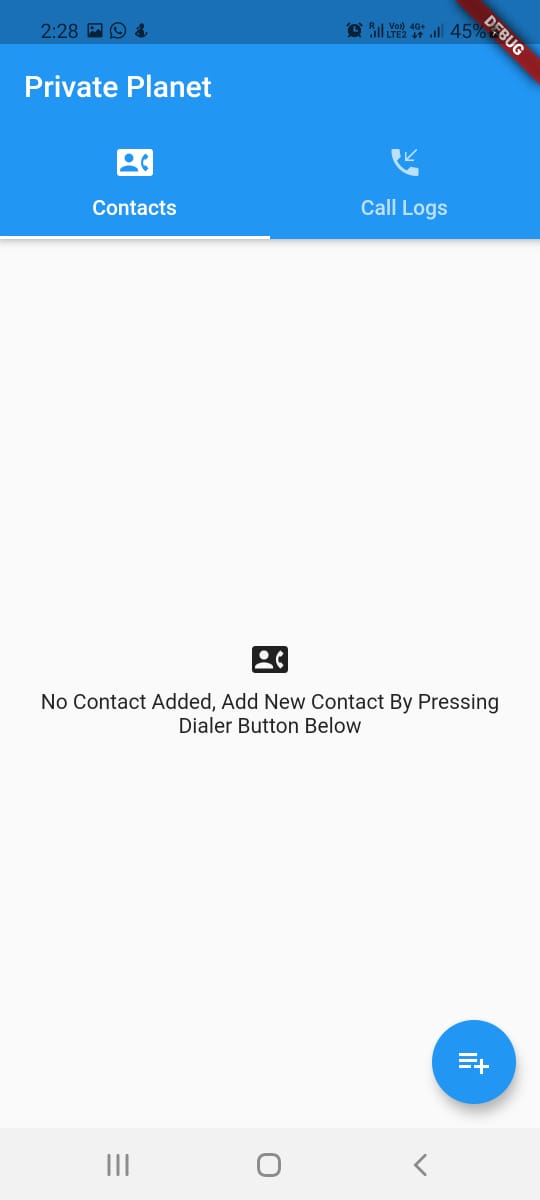 2:28 R Vo)) LTE2 4G+ 45%
DEBUG
Private Planet
Contacts
Call Logs
No Contact Added, Add New Contact By Pressing
Dialer Button Below